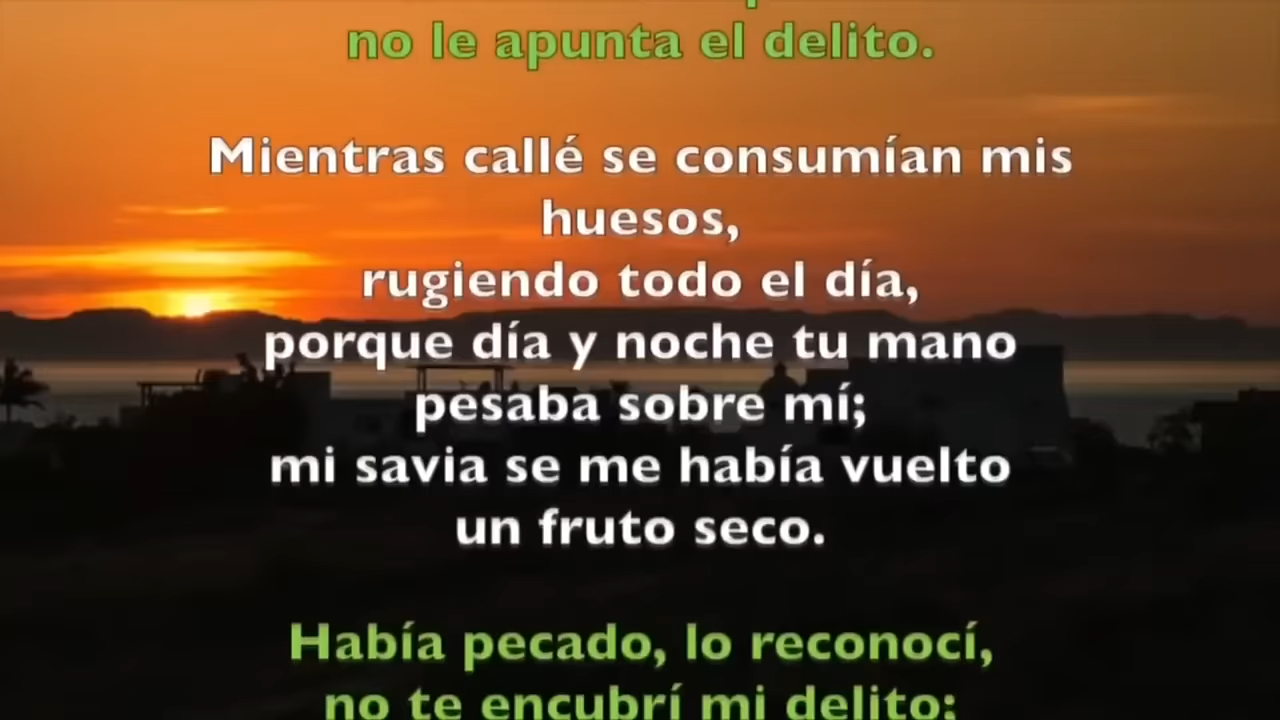 no le apunta el delito.
Mientras callé se consumían mis
huesos,
rugiendo todo el día,
porque día y noche tu mano
pesaba sobre mí;
mi savia se me había vuelto
un fruto seco.
Había pecado, lo reconocí,
no te encubrí mi delito;